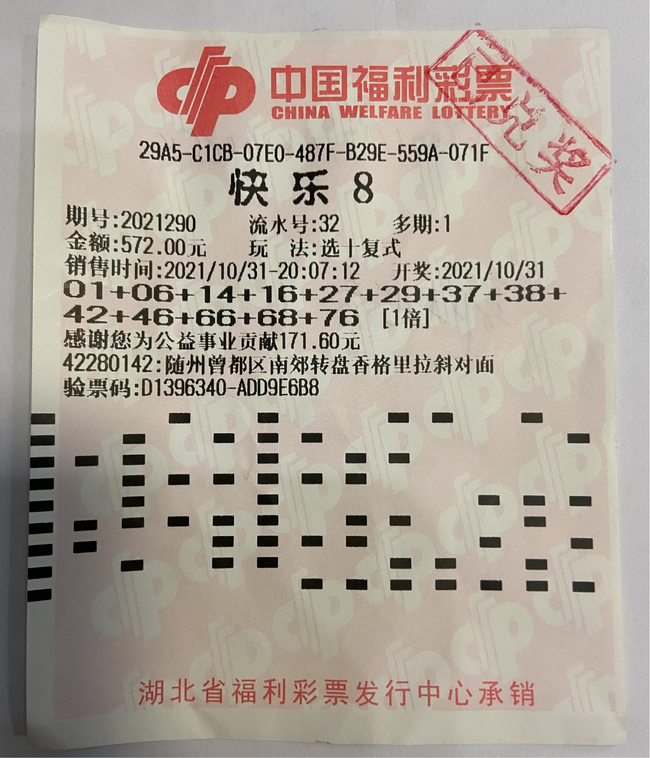 中国福利彩票
CHINA WELFARE LOTTERY
已兑奖
29A5-C1CB-07E0-487F-B29E-559A-071F
快乐8
期号:2021290 流水号:32 多期:1
金额:572.00元 玩 法:选十复式
销售时间:2021/10/31-20:07:12 开奖:2021/10/31
01+06+14+16+27+29+37+38+
42+46+66+68+76 [1倍]
感谢您为公益事业贡献171.60元
42280142:随州曾都区南郊转盘香格里拉斜对面
验票码:D1396340-ADD9E6B8
湖北省福利彩票发行中心承销